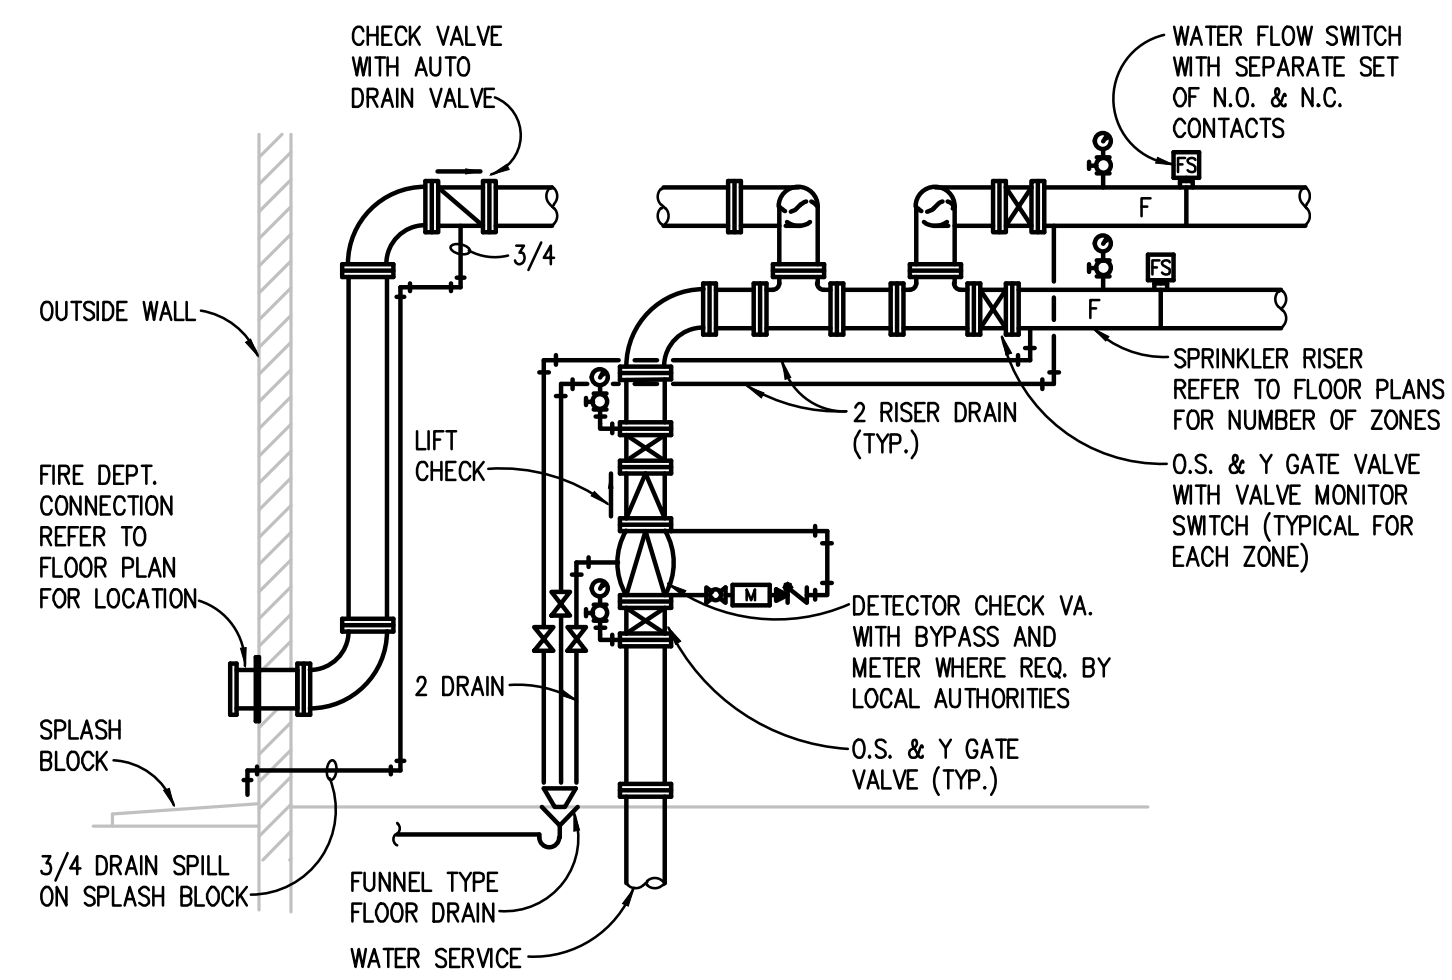 CHECK VALVE
WITH AUTO
DRAIN VALVE
WATER FLOW SWITCH
WITH SEPARATE SET
OF N.O. & N.C.
CONTACTS
FS
F
3/4
FS
F
OUTSIDE WALL
SPRINKLER RISER
REFER TO FLOOR PLANS
FOR NUMBER OF ZONES
2 RISER DRAIN
(TYP.)
LIFT
CHECK
O.S. & Y GATE VALVE
WITH VALVE MONITOR
SWITCH (TYPICAL FOR
EACH ZONE)
FIRE DEPT.
CONNECTION
REFER TO
FLOOR PLAN
FOR LOCATION
M
DETECTOR CHECK VA.
WITH BYPASS AND
METER WHERE REQ. BY
LOCAL AUTHORITIES
2 DRAIN
SPLASH
BLOCK
O.S. & Y GATE
VALVE (TYP.)
3/4 DRAIN SPILL
ON SPLASH BLOCK
FUNNEL TYPE
FLOOR DRAIN
WATER SERVICE